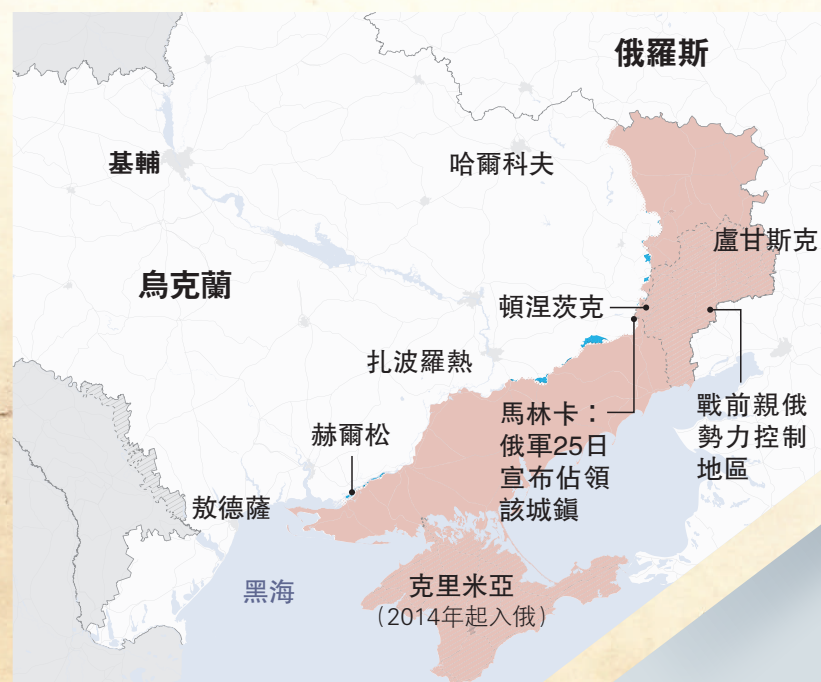 俄羅斯
基輔
哈爾科夫
盧甘斯克
烏克蘭
頓涅茨克
扎波羅熱
馬林卡：
俄軍25日
宣布佔領
該城鎮
戰前親俄
勢力控制
地區
赫爾松
敖德薩
黑海
克里米亞
（2014年起入俄）